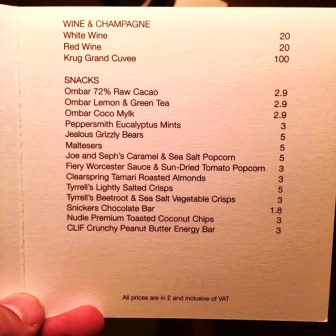 WINE & CHAMPAGNE
White Wine 20
Red Wine 20
Krug Grand Cuvee 100
SNACKS
Ombar 72% Raw Cacao 2.9
Ombar Lemon & Green Tea 2.9
Ombar Coco Mylk 2.9
Peppersmith Eucalyptus Mints 3
Jealous Grizzly Bears 5
Maltesers 5
Joe and Seph's Caramel & Sea Salt Popcorn 5
Fiery Worcester Sauce & Sun-Dried Tomato Popcorn 3
Clearspring Tamari Roasted Almonds 3
Tyrrell's Lightly Salted Crisps 5
Tyrrell's Beetroot & Sea Salt Vegetable Crisps 3
Snickers Chocolate Bar 1.8
Nudie Premium Toasted Coconut Chips 3
CLIF Crunchy Peanut Butter Energy Bar 3
All prices are in £ and inclusive of VAT